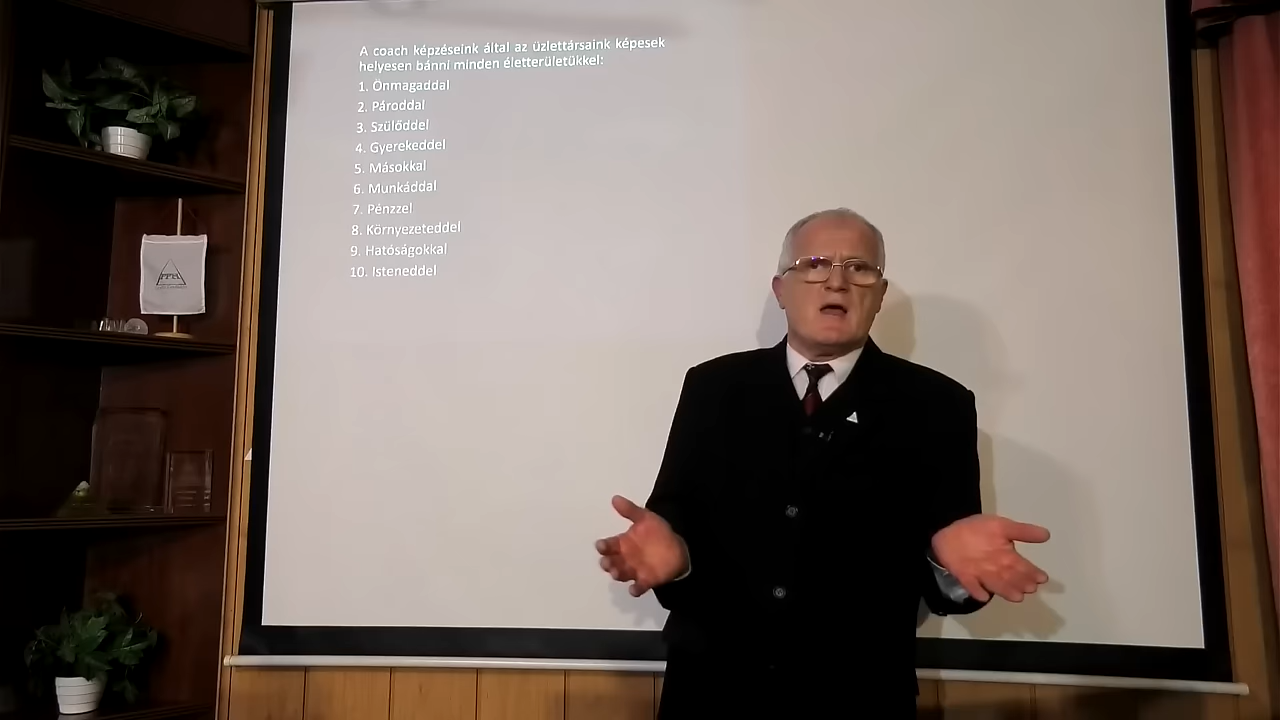 A coach képzéseink által az üzlettársaink képesek
helyesen bánni minden életterületükkel:
1. Önmagaddal
2. Pároddal
3. Szülőddel
4. Gyerekeddel
5. Másokkal
6. Munkáddal
7. Pénzzel
8. Környezeteddel
9. Hatóságokkal
10. Isteneddel